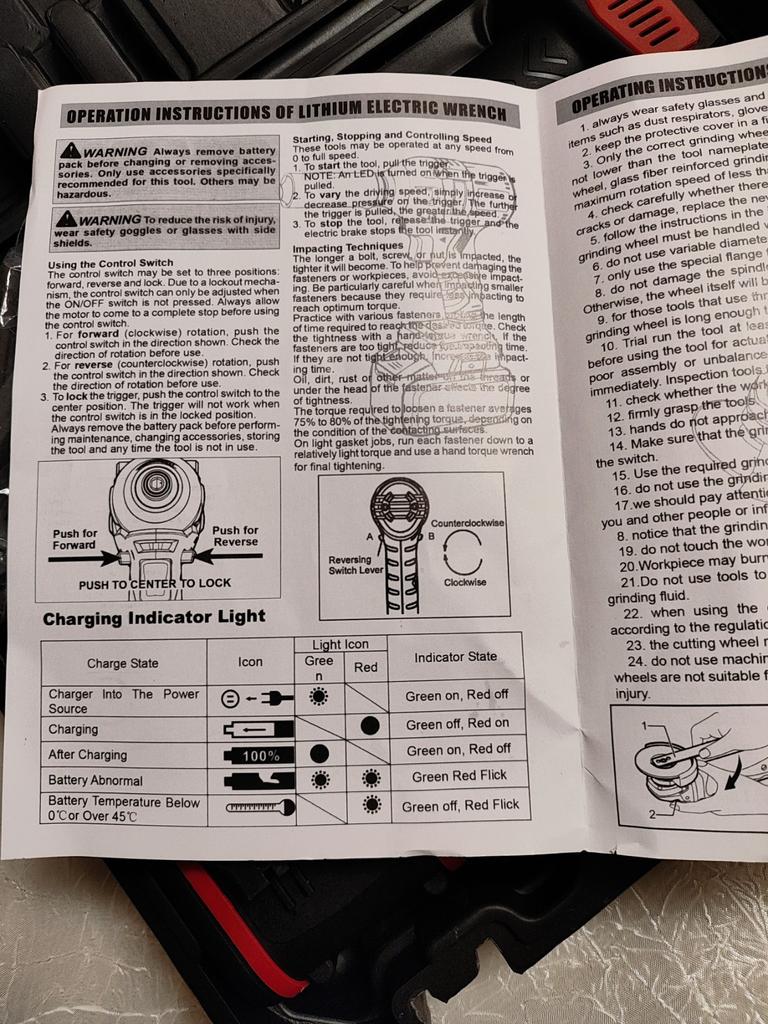 OPERATION INSTRUCTIONS OF LITHIUM ELECTRIC WRENCH
WARNING Always remove battery
pack before changing or removing acces-
sories. Only use accessories specifically
recommended for this tool. Others may be
hazardous.
WARNING To reduce the risk of injury,
wear safety goggles or glasses with side
shields.
Using the Control Switch
The control switch may be set to three positions:
forward, reverse and lock. Due to a lockout mecha-
nism, the control switch can only be adjusted when
the ON/OFF switch is not pressed. Always allow
the motor to come to a complete stop before using
the control switch.
1. For forward (clockwise) rotation, push the
control switch in the direction shown. Check the
direction of rotation before use.
2. For reverse (counterclockwise) rotation, push
the control switch in the direction shown. Check
the direction of rotation before use.
3. To lock the trigger, push the control switch to the
center position. The trigger will not work when
the control switch is in the locked position.
Always remove the battery pack before perform-
ing maintenance, changing accessories, storing
the tool and any time the tool is not in use.
Push for
Forward
Push for
Reverse
PUSH TO CENTER TO LOCK
Starting, Stopping and Controlling Speed
These tools may be operated at any speed from
0 to full speed.
1. To start the tool, pull the trigger.
NOTE: An LED is turned on when the trigger is
pulled.
2. To vary the driving speed, simply increase or
decrease pressure on the trigger. The further
the trigger is pulled, the greater the speed.
3. To stop the tool, release the trigger and the
electric brake stops the tool instantly.
Impacting Techniques
The longer a bolt, screw, or nut is impacted, the
tighter it will become. To help prevent damaging the
fasteners or workpieces, avoid excessive impact-
ing. Be particularly careful when impacting smaller
fasteners because they require less impacting to
reach optimum torque.
Practice with various fasteners, the length
of time required to reach the desired torque. Check
the tightness with a hand-torque wrench. If the
fasteners are too tight, reduce the impacting time.
If they are not tight enough, increase the impact-
ing time.
Oil, dirt, rust or other matter on the threads or
under the head of the fastener effects the degree
of tightness.
The torque required to loosen a fastener averages
75% to 80% of the tightening torque, depending on
the condition of the contacting surfaces.
On light gasket jobs, run each fastener down to a
relatively light torque and use a hand torque wrench
for final tightening.
A
B
Counterclockwise
Reversing
Switch Lever
Clockwise
Charging Indicator Light
Charge State
Icon
Light Icon
Gree
n
Red
Indicator State
Charger Into The Power
Source
Green on, Red off
Charging
Green off, Red on
After Charging
100%
Green on, Red off
Battery Abnormal
Green Red Flick
Battery Temperature Below
0℃ or Over 45℃
Green off, Red Flick
OPERATING INSTRUCTIONS
1. always wear safety glasses and
items such as dust respirators, glove
2. keep the protective cover in a
3. Only the correct grinding whee
not lower than the tool nameplate
wheel, glass fiber reinforced grindin
maximum rotation speed of less tha
4. check carefully whether there
cracks or damage, replace the ne
5. follow the instructions in the
grinding wheel must be handled
6. do not use variable diamete
7. only use the special flange
8. do not damage the spindl
Otherwise, the wheel itself will b
9. for those tools that use th
grinding wheel is long enough t
10. Trial run the tool at leas
before using the tool for actua
poor assembly or unbalance
immediately. Inspection tools
11. check whether the work
12. firmly grasp the tools
13. hands do not approach
14. Make sure that the grin
the switch.
15. Use the required grind
16. do not use the grinding
17.we should pay attenti
you and other people or inf
8. notice that the grindin
19. do not touch the wor
20.Workpiece may burn
21.Do not use tools to
grinding fluid.
22. when using the
according to the regulatio
23. the cutting wheel
24. do not use machin
wheels are not suitable f
injury.
1
2